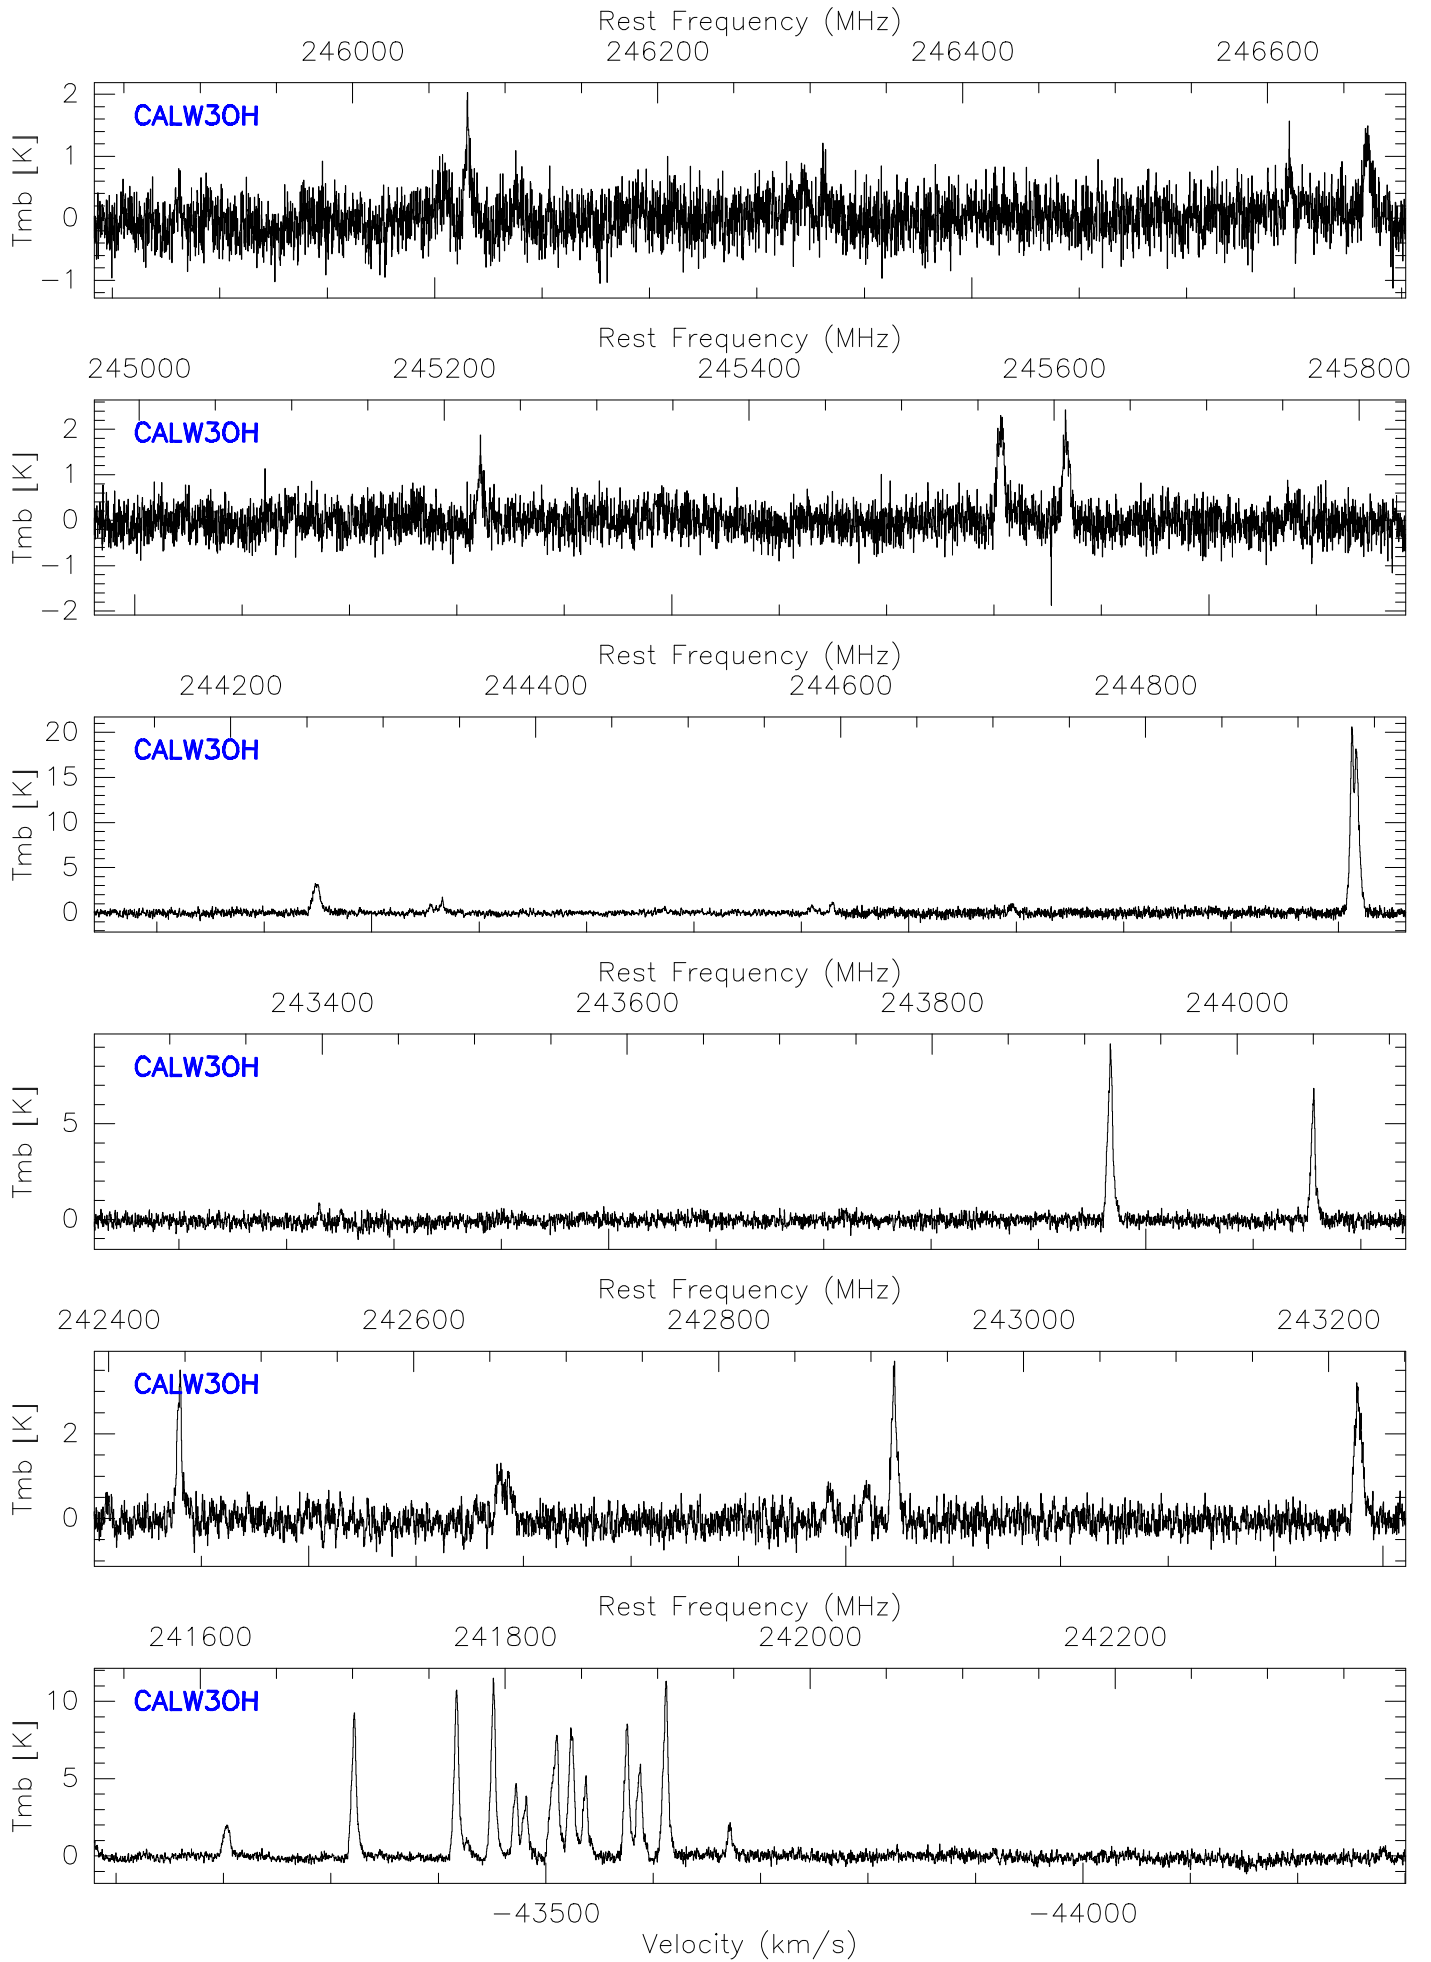 Rest Frequency (MHz)
246000 246200 246400 246600
CALW3OH
Tmb [K]
2
1
0
−1
Rest Frequency (MHz)
245000 245200 245400 245600 245800
CALW3OH
Tmb [K]
2
1
0
−1
−2
Rest Frequency (MHz)
244200 244400 244600 244800
CALW3OH
Tmb [K]
20
15
10
5
0
Rest Frequency (MHz)
243400 243600 243800 244000
CALW3OH
Tmb [K]
5
0
Rest Frequency (MHz)
242400 242600 242800 243000 243200
CALW3OH
Tmb [K]
2
0
Rest Frequency (MHz)
241600 241800 242000 242200
CALW3OH
Tmb [K]
10
5
0
−43500 −44000
Velocity (km/s)